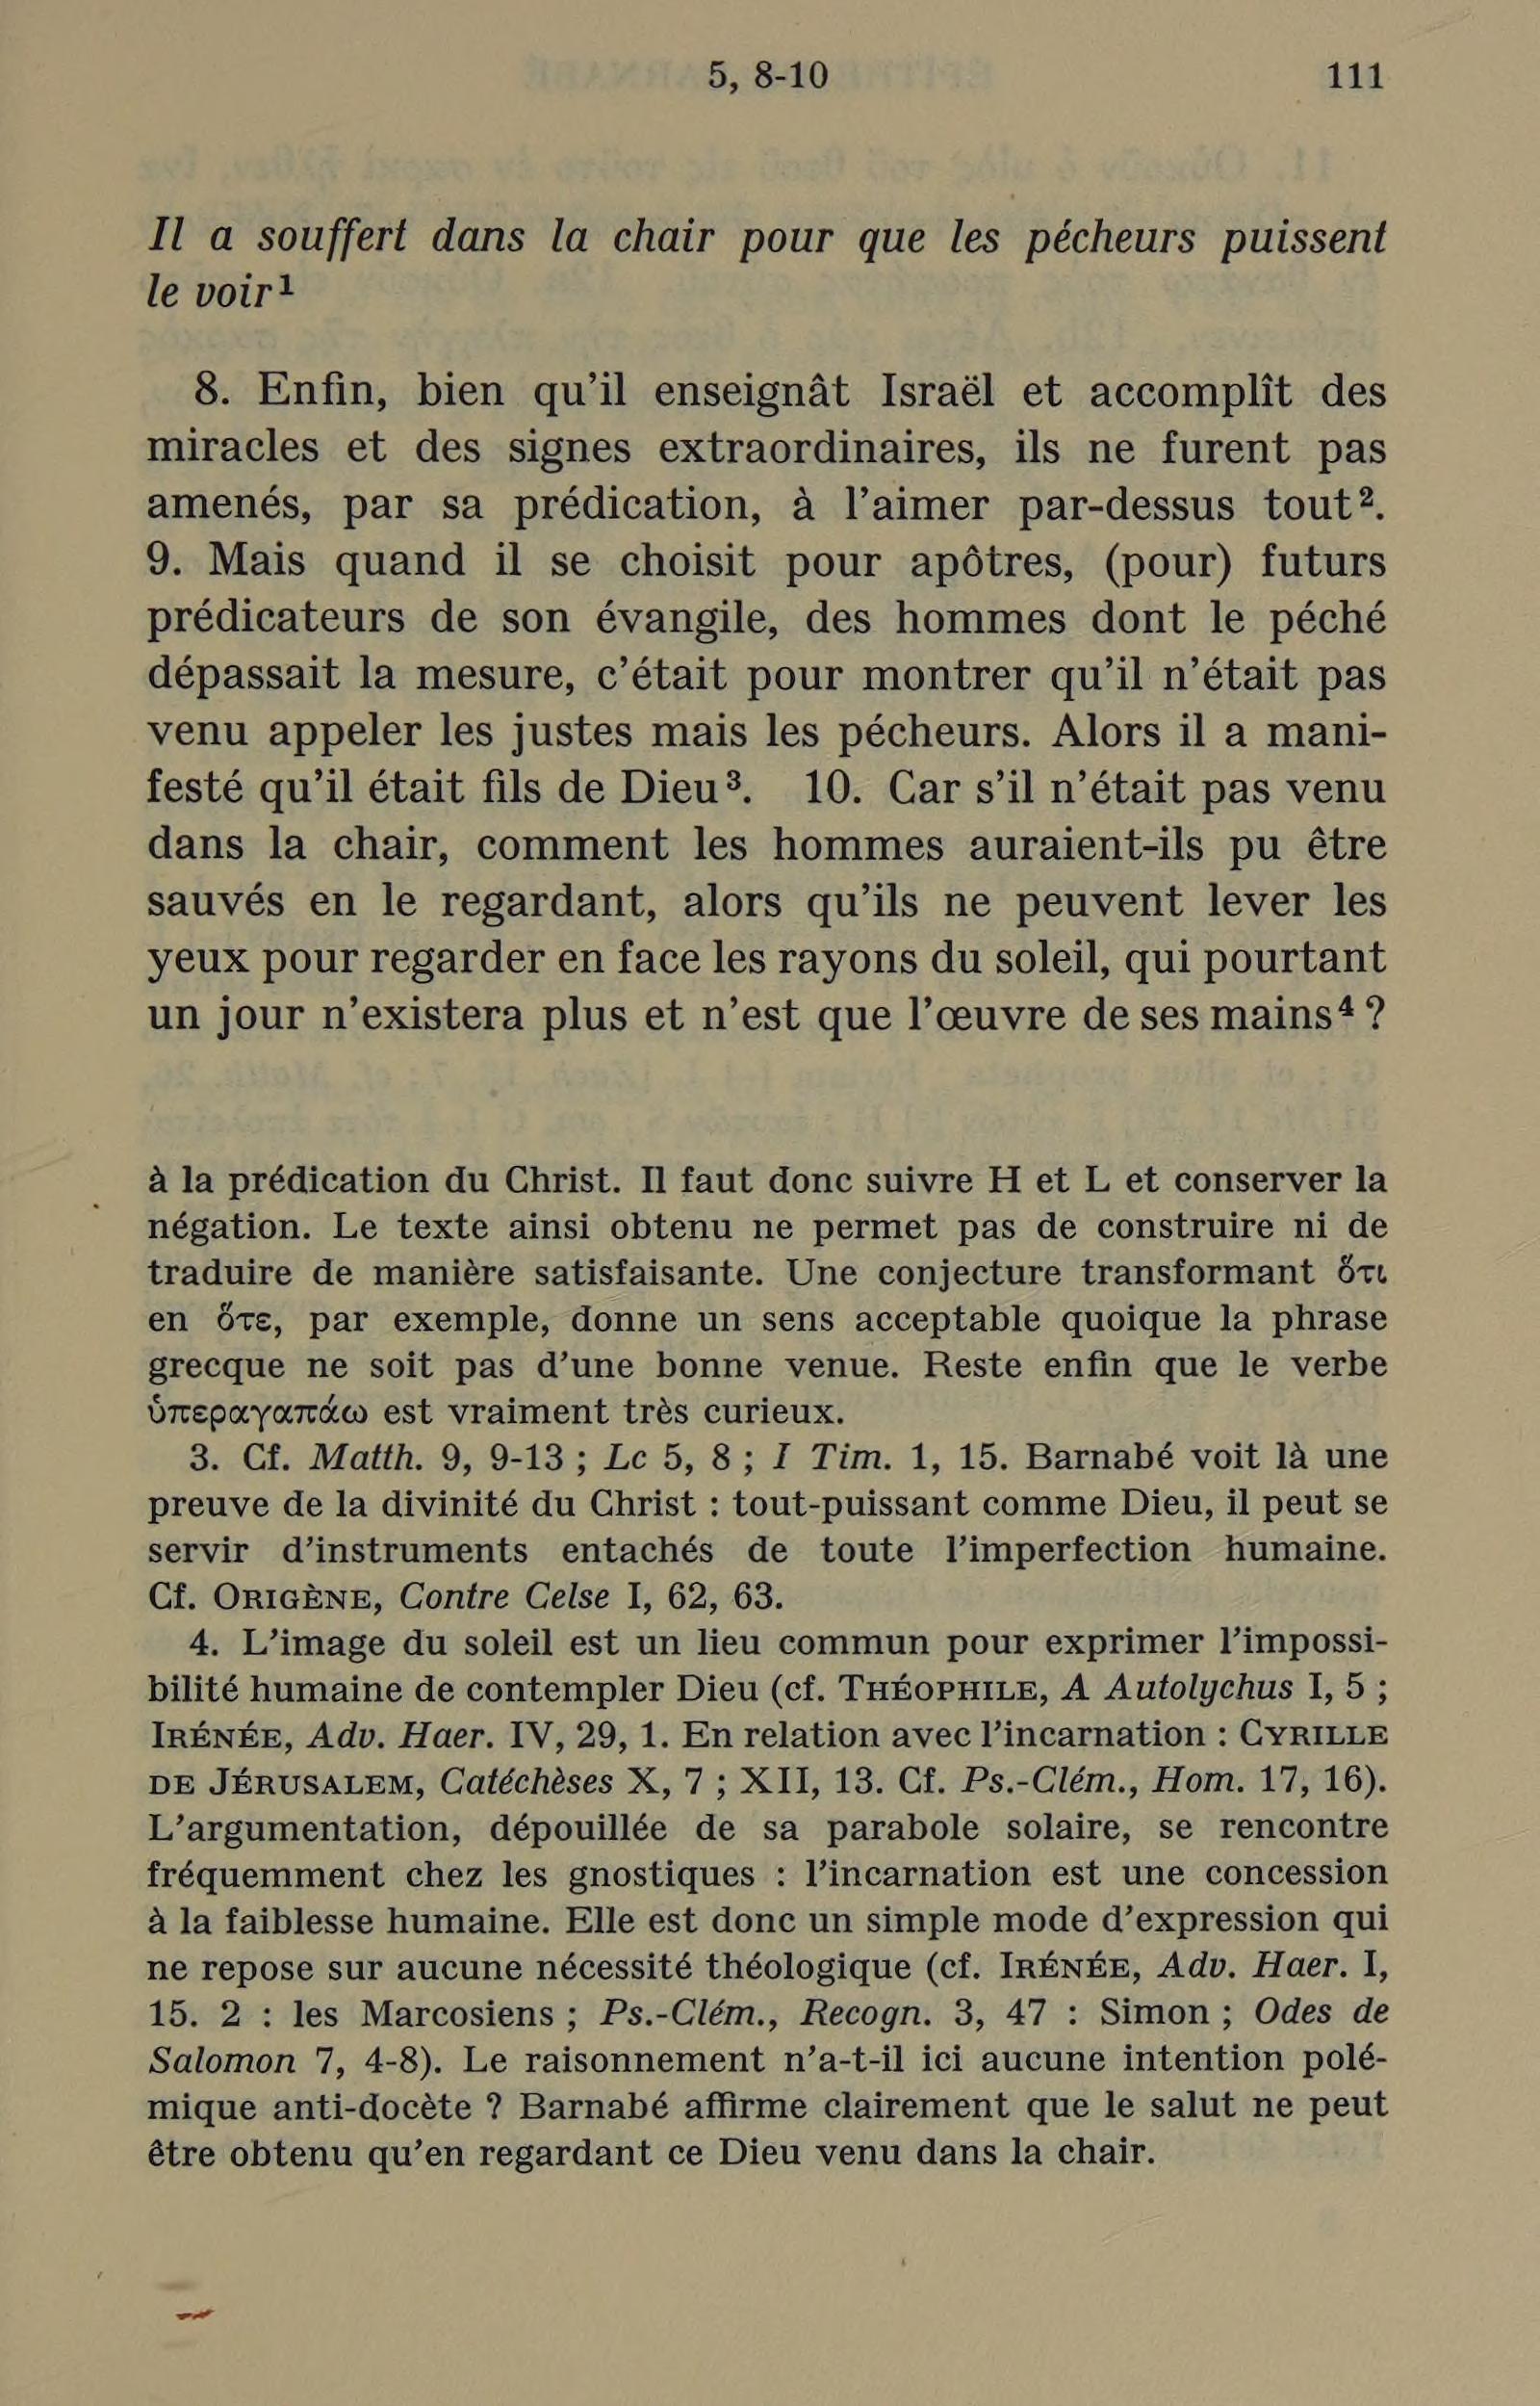 5, 8-10
111
Il a souffert dans la chair pour que les pécheurs puissent
le voir¹
8. Enfin, bien qu’il enseignât Israël et accomplît des
miracles et des signes extraordinaires, ils ne furent pas
amenés, par sa prédication, à l’aimer par-dessus tout².
9. Mais quand il se choisit pour apôtres, (pour) futurs
prédicateurs de son évangile, des hommes dont le péché
dépassait la mesure, c’était pour montrer qu’il n’était pas
venu appeler les justes mais les pécheurs. Alors il a mani-
festé qu’il était fils de Dieu³. 10. Car s’il n’était pas venu
dans la chair, comment les hommes auraient-ils pu être
sauvés en le regardant, alors qu’ils ne peuvent lever les
yeux pour regarder en face les rayons du soleil, qui pourtant
un jour n’existera plus et n’est que l’œuvre de ses mains⁴ ?
à la prédication du Christ. Il faut donc suivre H et L et conserver la
négation. Le texte ainsi obtenu ne permet pas de construire ni de
traduire de manière satisfaisante. Une conjecture transformant ὅτι
en ὅτε, par exemple, donne un sens acceptable quoique la phrase
grecque ne soit pas d’une bonne venue. Reste enfin que le verbe
ὑπεραγαπάω est vraiment très curieux.
3. Cf. Matth. 9, 9-13 ; Lc 5, 8 ; I Tim. 1, 15. Barnabé voit là une
preuve de la divinité du Christ : tout-puissant comme Dieu, il peut se
servir d’instruments entachés de toute l’imperfection humaine.
Cf. ORIGÈNE, Contre Celse I, 62, 63.
4. L’image du soleil est un lieu commun pour exprimer l’impossi-
bilité humaine de contempler Dieu (cf. THÉOPHILE, A Autolychus I, 5 ;
IRÉNÉE, Adv. Haer. IV, 29, 1. En relation avec l’incarnation : CYRILLE
DE JÉRUSALEM, Catéchèses X, 7 ; XII, 13. Cf. Ps.-Clém., Hom. 17, 16).
L’argumentation, dépouillée de sa parabole solaire, se rencontre
fréquemment chez les gnostiques : l’incarnation est une concession
à la faiblesse humaine. Elle est donc un simple mode d’expression qui
ne repose sur aucune nécessité théologique (cf. IRÉNÉE, Adv. Haer. I,
15. 2 : les Marcosiens ; Ps.-Clém., Recogn. 3, 47 : Simon ; Odes de
Salomon 7, 4-8). Le raisonnement n’a-t-il ici aucune intention polé-
mique anti-docète ? Barnabé affirme clairement que le salut ne peut
être obtenu qu’en regardant ce Dieu venu dans la chair.